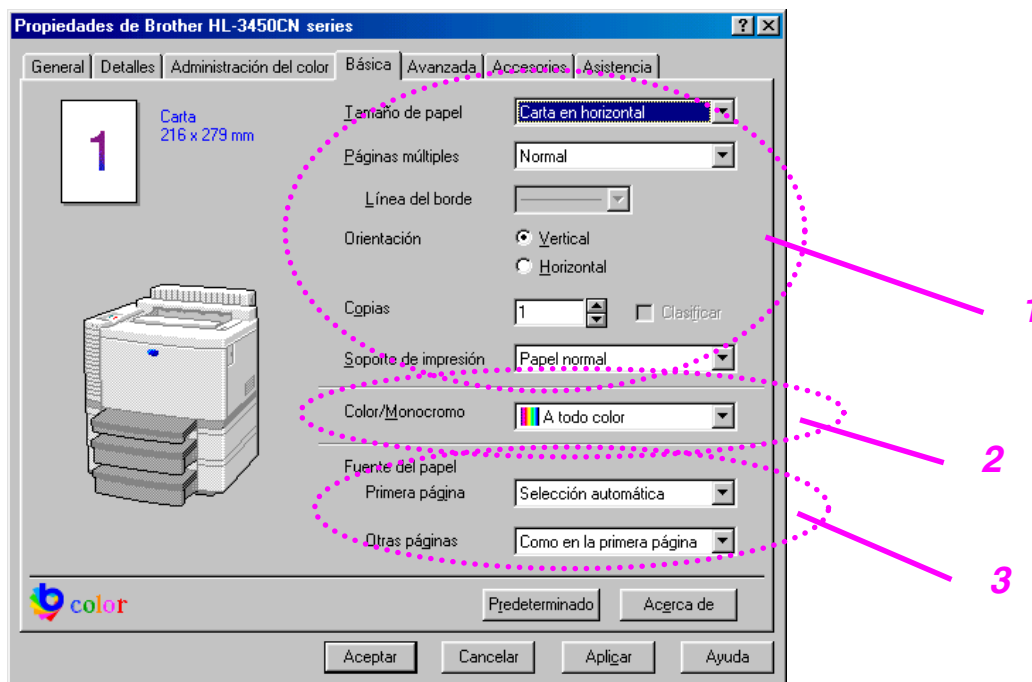 Propiedades de Brother HL-3450CN series
General Detalles Administración del color Básica Avanzada Accesorios Asistencia
1
Carta
216 x 279 mm
Tamaño de papel Carta en horizontal
Páginas múltiples Normal
Línea del borde
Orientación Vertical
Horizontal
Copias 1 Clasificar
1
Soporte de impresión Papel normal
Color/Monocromo A todo color
2
Fuente del papel
Primera página Selección automática
Otras páginas Como en la primera página
3
b color
Predeterminado Acerca de
Aceptar Cancelar Aplicar Ayuda